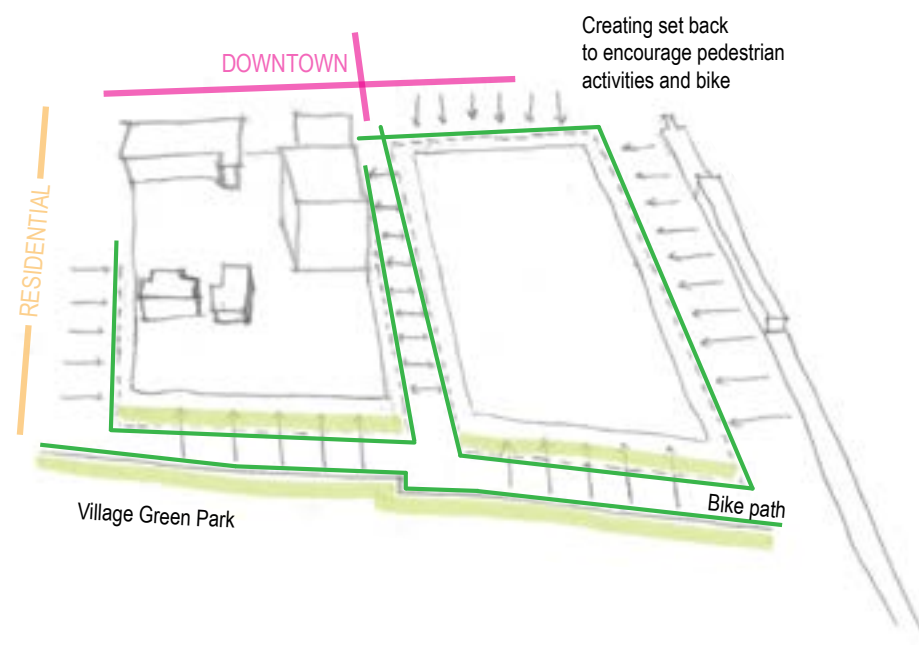 Creating set back
to encourage pedestrian
activities and bike
DOWNTOWN
RESIDENTIAL
Bike path
Village Green Park